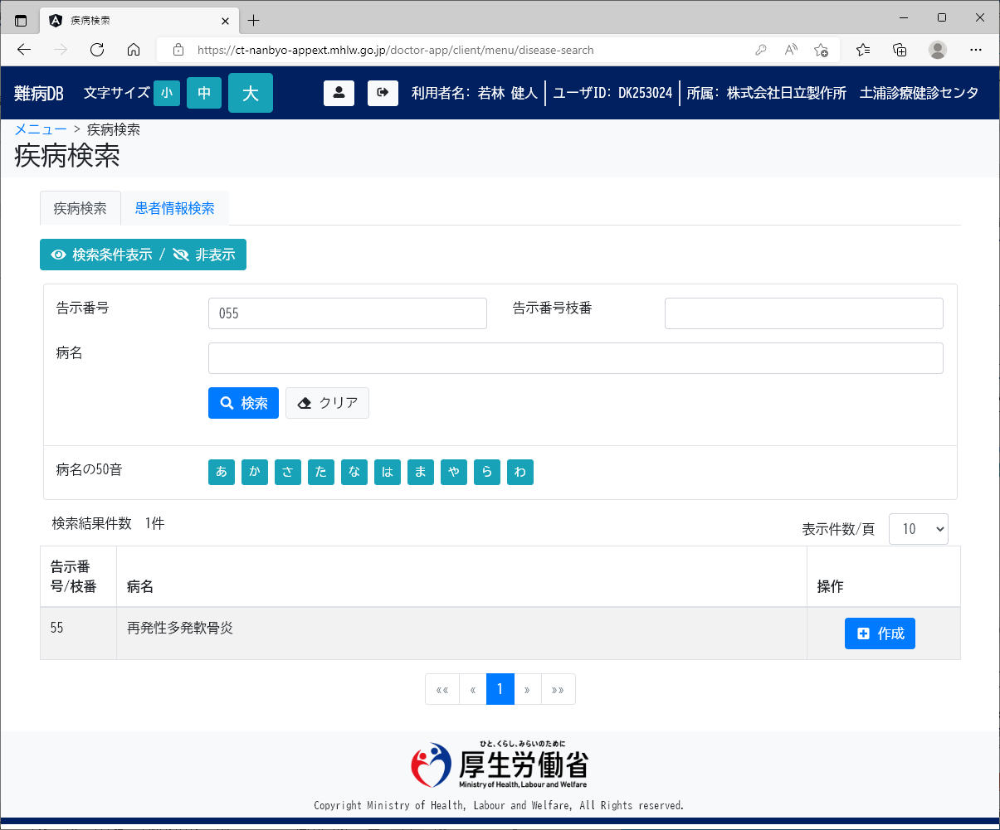 疾病検索
https://ct-nanbyo-appext.mhlw.go.jp/doctor-app/client/menu/disease-search
難病DB 文字サイズ 小 中 大 利用者名: 若林 健人 ユーザID: DK253024 所属: 株式会社日立製作所 土浦診療健診センタ
メニュー > 疾病検索
疾病検索
疾病検索 患者情報検索
検索条件表示 / 非表示
告示番号 055 告示番号枝番
病名
検索 クリア
病名の50音 あ か さ た な は ま や ら わ
検索結果件数 1件
表示件数/頁 10
告示番
号/枝番 病名 操作
55 再発性多発軟骨炎 作成
«« « 1 » »»
ひと、くらし、みらいのために
厚生労働省
Ministry of Health, Labour and Welfare
Copyright Ministry of Health, Labour and Welfare, All Rights reserved.